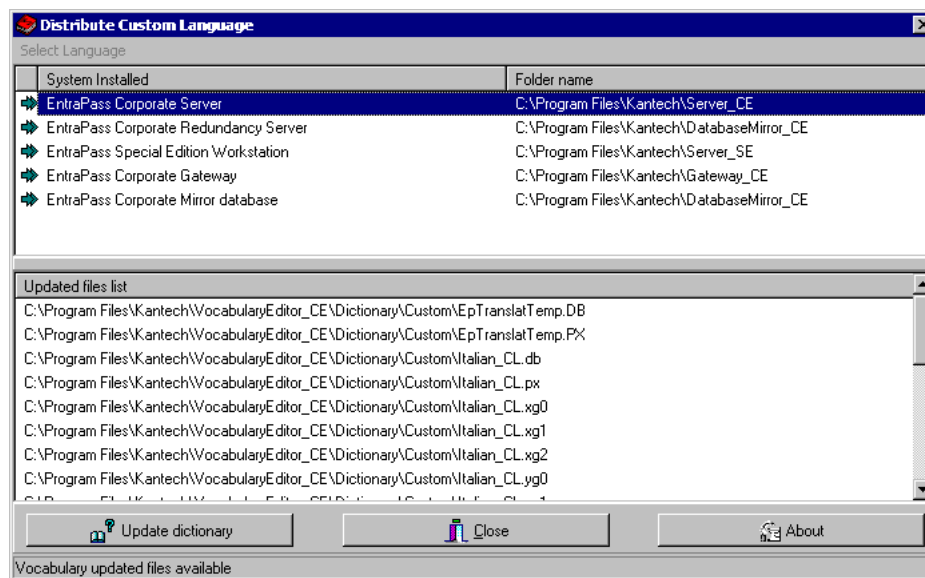 Distribute Custom Language
Select Language
System Installed Folder name
EntraPass Corporate Server C:\Program Files\Kantech\Server_CE
EntraPass Corporate Redundancy Server C:\Program Files\Kantech\DatabaseMirror_CE
EntraPass Special Edition Workstation C:\Program Files\Kantech\Server_SE
EntraPass Corporate Gateway C:\Program Files\Kantech\Gateway_CE
EntraPass Corporate Mirror database C:\Program Files\Kantech\DatabaseMirror_CE
Updated files list
C:\Program Files\Kantech\VocabularyEditor_CE\Dictionary\Custom\EpTranslatTemp.DB
C:\Program Files\Kantech\VocabularyEditor_CE\Dictionary\Custom\EpTranslatTemp.PX
C:\Program Files\Kantech\VocabularyEditor_CE\Dictionary\Custom\Italian_CL.db
C:\Program Files\Kantech\VocabularyEditor_CE\Dictionary\Custom\Italian_CL.px
C:\Program Files\Kantech\VocabularyEditor_CE\Dictionary\Custom\Italian_CL.xg0
C:\Program Files\Kantech\VocabularyEditor_CE\Dictionary\Custom\Italian_CL.xg1
C:\Program Files\Kantech\VocabularyEditor_CE\Dictionary\Custom\Italian_CL.xg2
C:\Program Files\Kantech\VocabularyEditor_CE\Dictionary\Custom\Italian_CL.yg0
Update dictionary Close About
Vocabulary updated files available